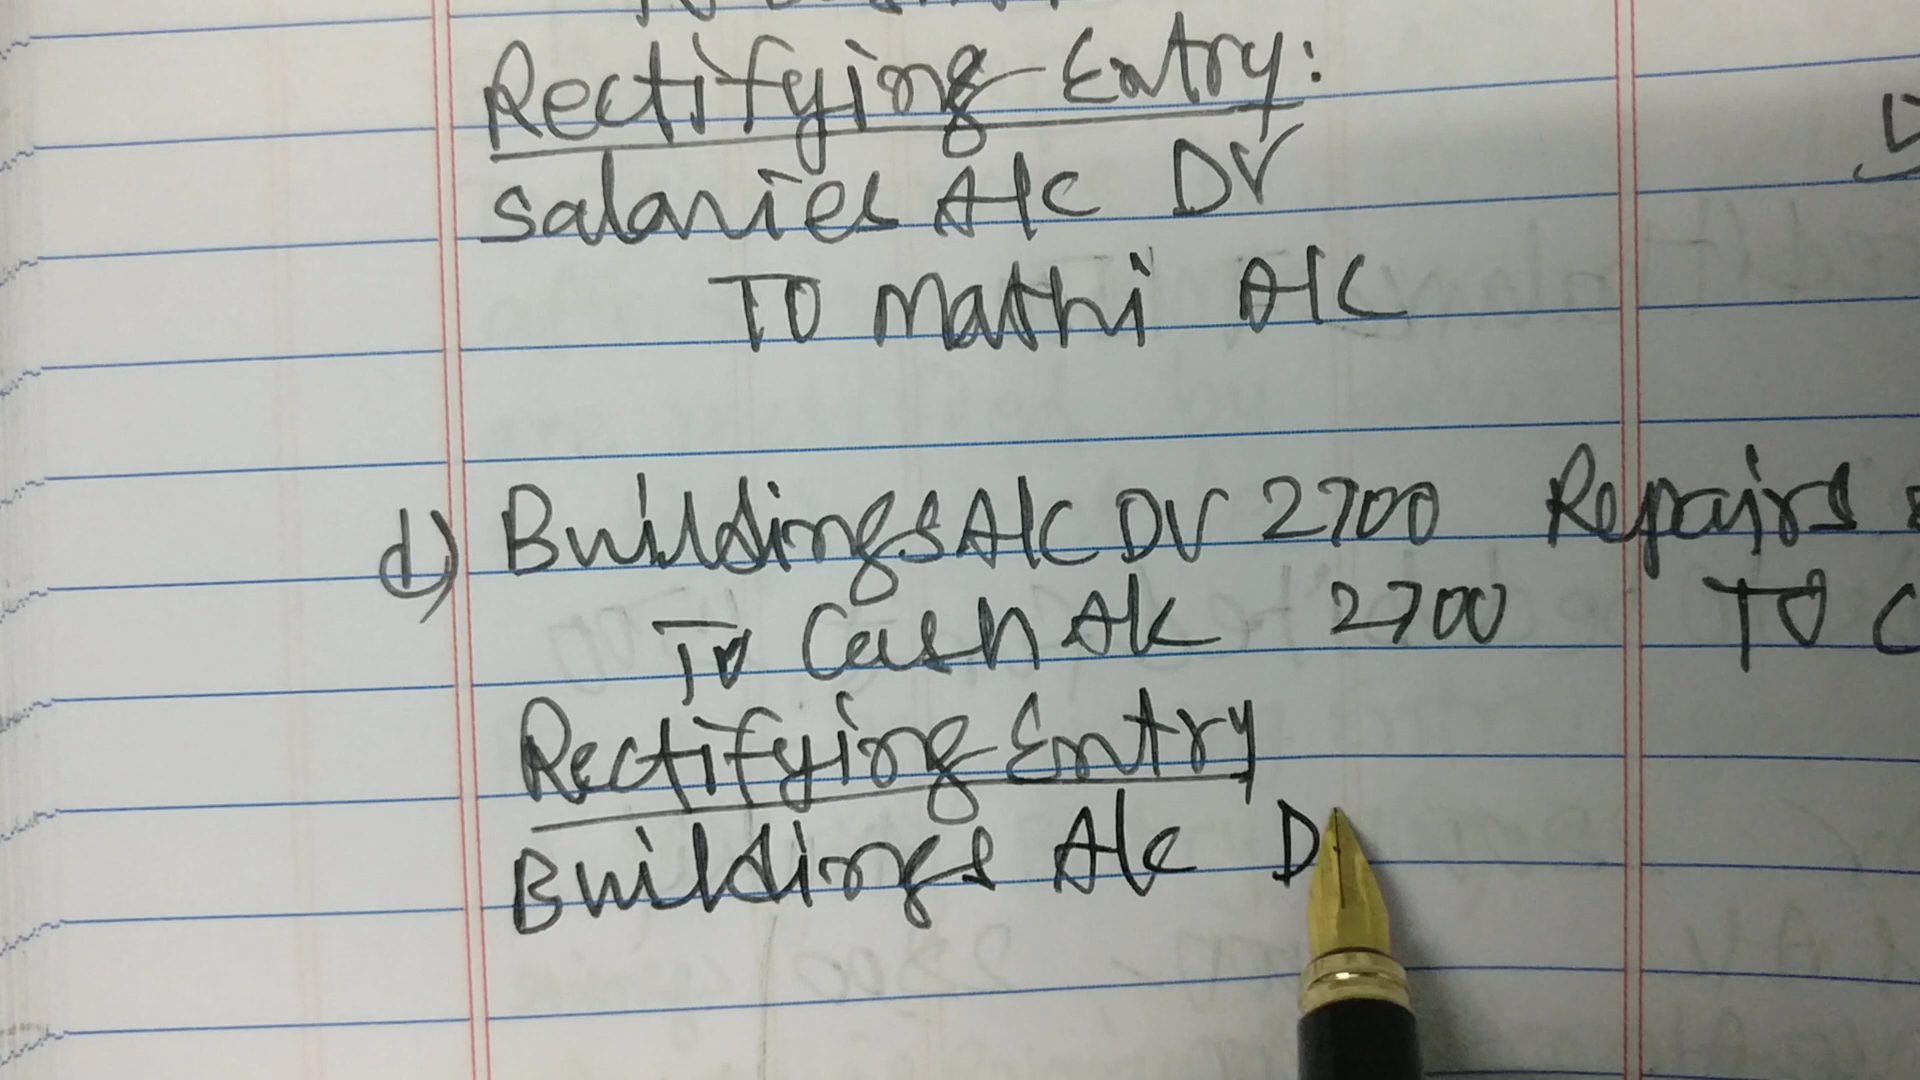 Rectifying Entry:
Salaries A/c Dr
To Mathi A/c
d) Buildings A/c Dr 2700 Repairs
To Cash A/c 2700 To C
Rectifying Entry
Buildings A/c D